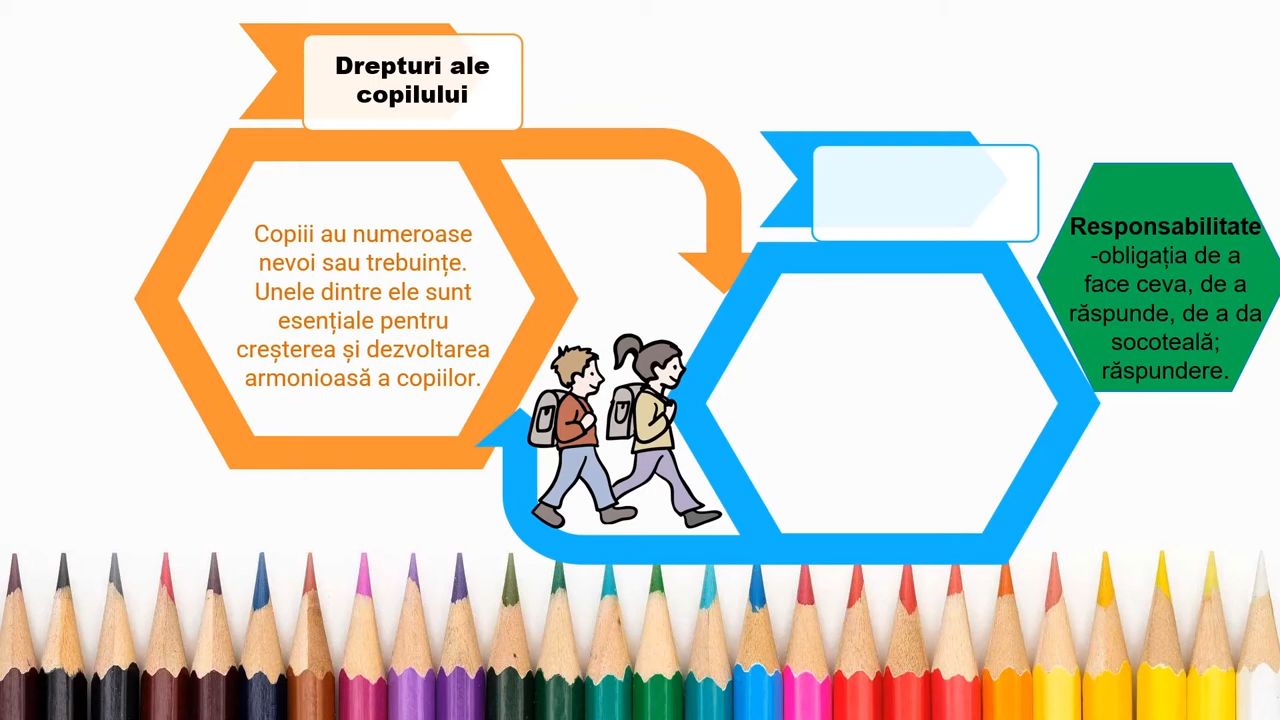 Drepturi ale
copilului
Copiii au numeroase
nevoi sau trebuințe.
Unele dintre ele sunt
esențiale pentru
creșterea și dezvoltarea
armonioasă a copiilor.
Responsabilitate
-obligația de a
face ceva, de a
răspunde, de a da
socoteală;
răspundere.